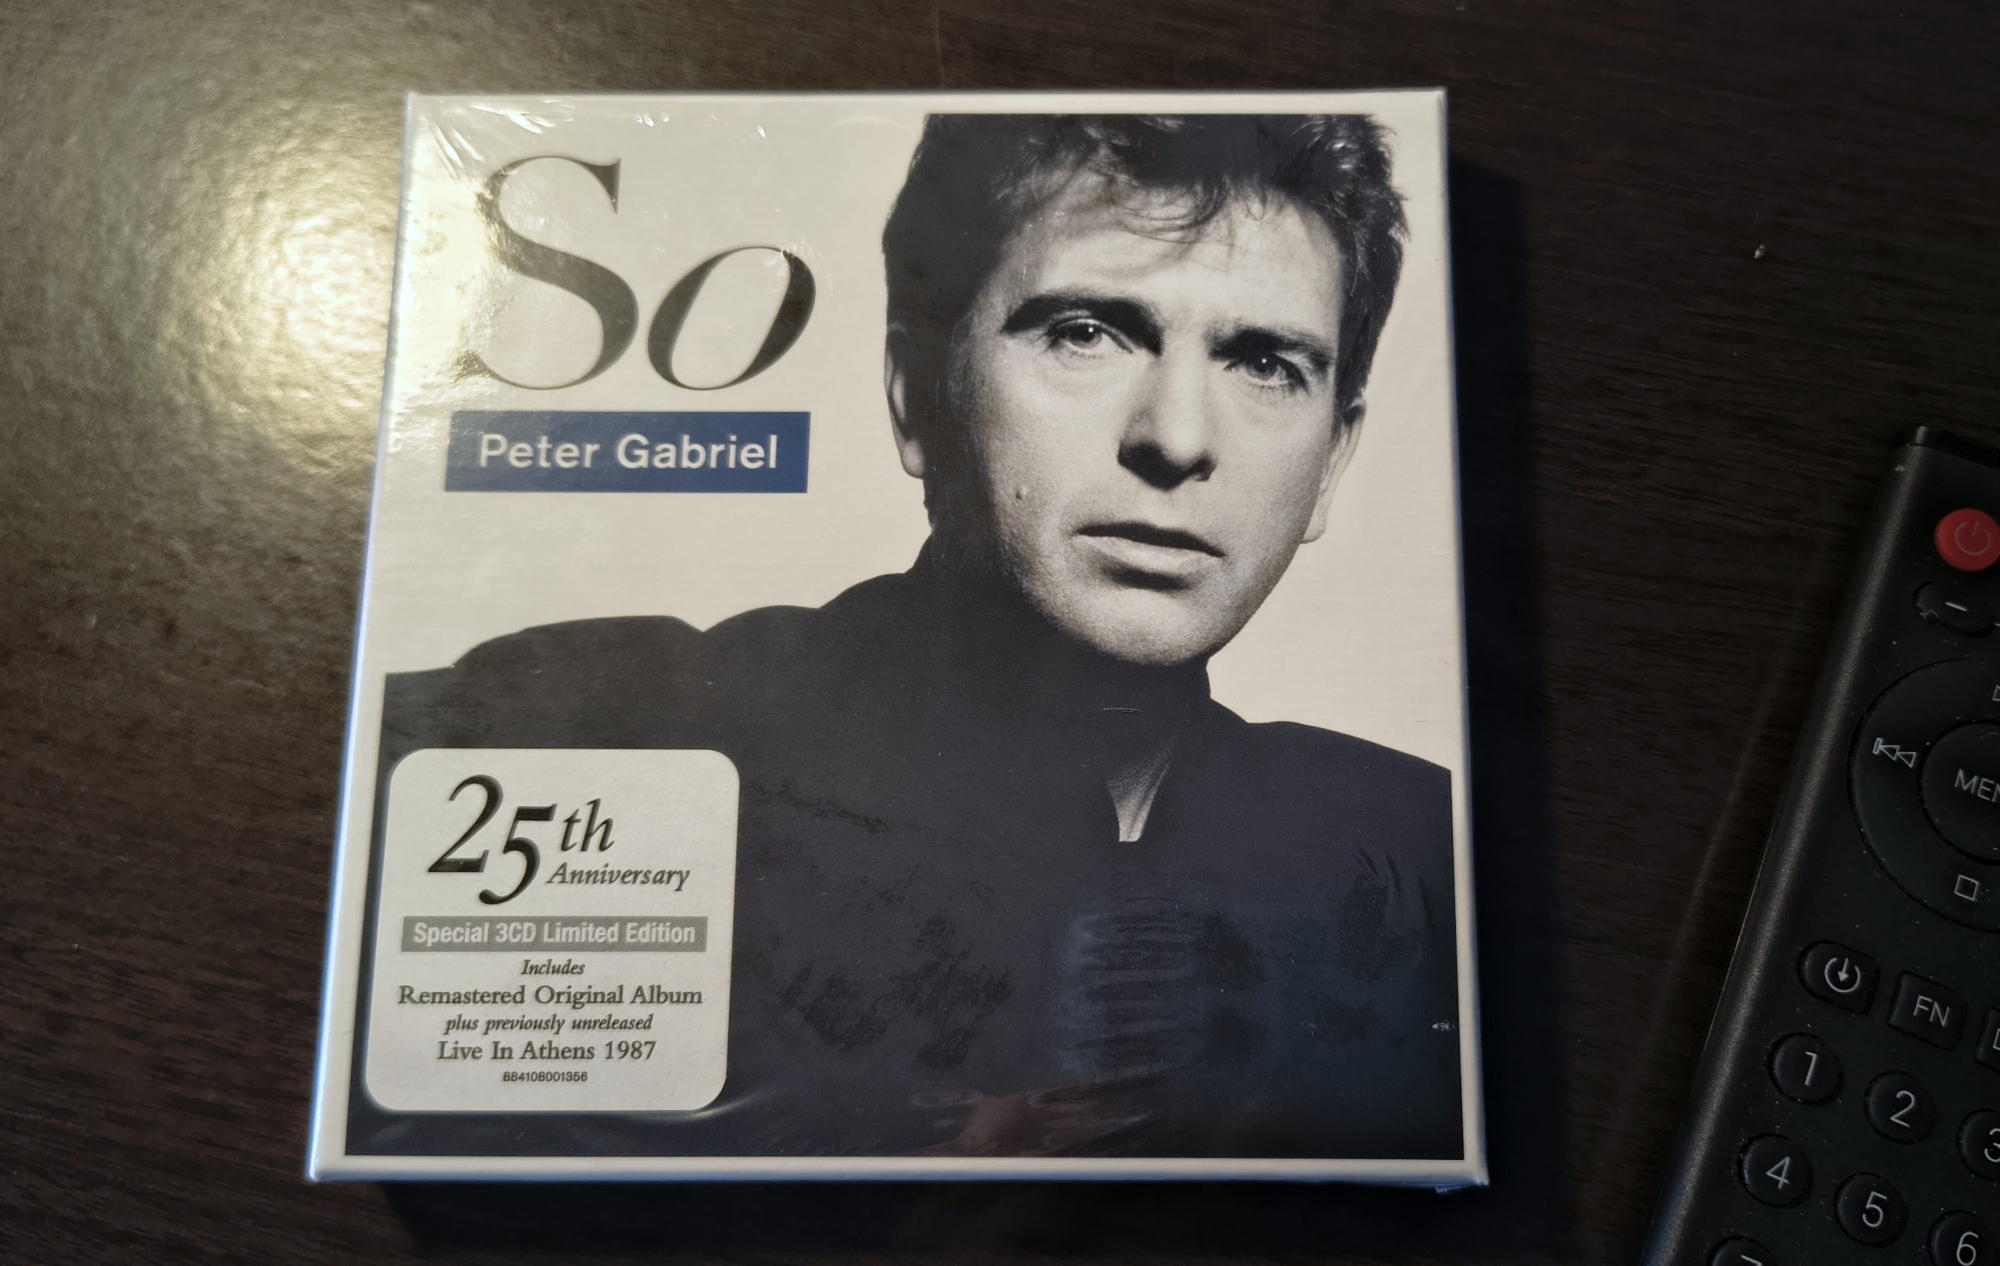 So
Peter Gabriel
25th
Anniversary
Special 3CD Limited Edition
Includes
Remastered Original Album
plus previously unreleased
Live In Athens 1987
884108001356
FN
1
2
3
4
5
6